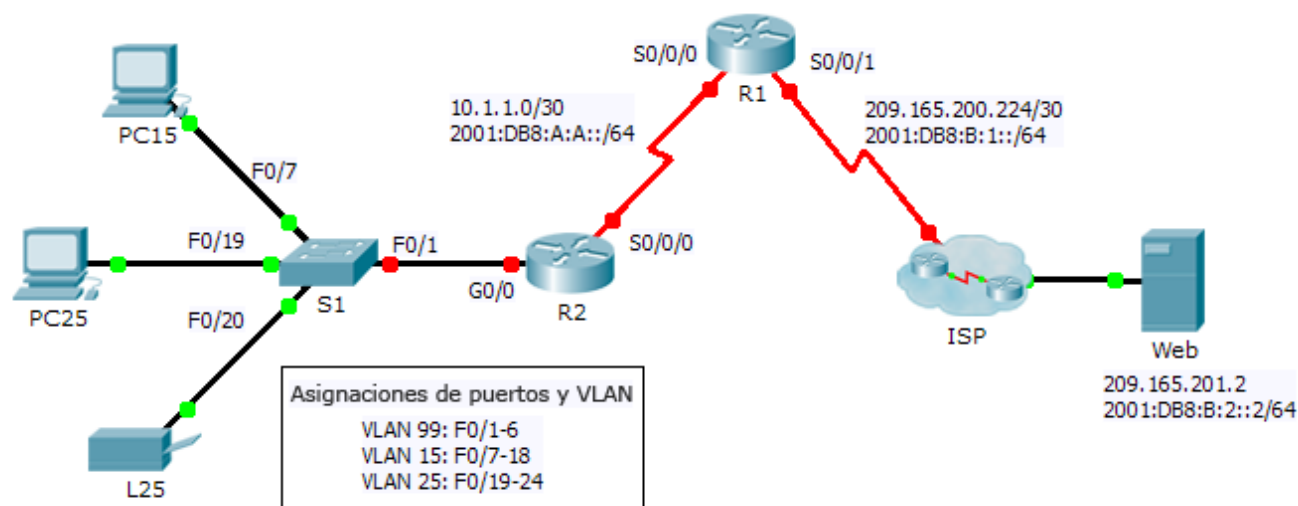 S0/0/0
S0/0/1
R1
PC15
10.1.1.0/30
2001:DB8:A:A::/64
209.165.200.224/30
2001:DB8:B:1::/64
F0/7
F0/19
F0/1
S0/0/0
G0/0
PC25
S1
R2
F0/20
ISP
Web
209.165.201.2
2001:DB8:B:2::2/64
Asignaciones de puertos y VLAN
VLAN 99: F0/1-6
VLAN 15: F0/7-18
VLAN 25: F0/19-24
L25